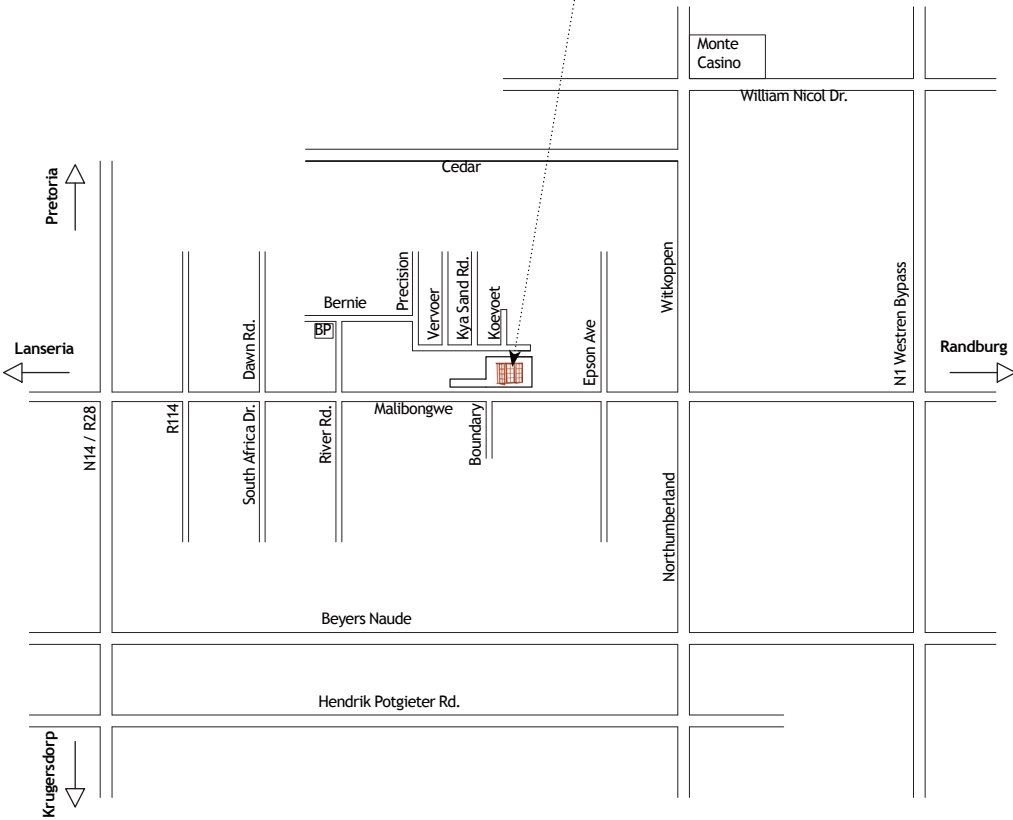 Monte
Casino
William Nicol Dr.
Cedar
Pretoria
Precision
Vervoer
Kya Sand Rd.
Koevoet
Witkoppen
N1 Westren Bypass
Bernie
BP
Dawn Rd.
Epson Ave
Lanseria
Randburg
Malibongwe
N14 / R28
R114
South Africa Dr.
River Rd.
Boundary
Northumberland
Beyers Naude
Hendrik Potgieter Rd.
Krugersdorp